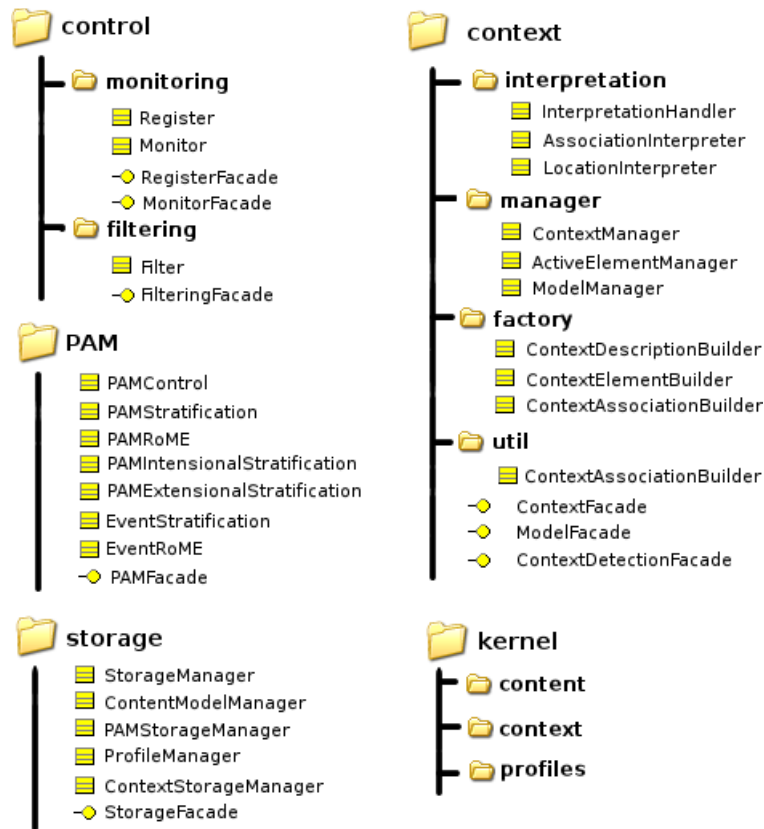 control
monitoring
Register
Monitor
RegisterFacade
MonitorFacade
filtering
Filter
FilteringFacade
PAM
PAMControl
PAMStratification
PAMRoME
PAMIntensionalStratification
PAMExtensionalStratification
EventStratification
EventRoME
PAMFacade
storage
StorageManager
ContentModelManager
PAMStorageManager
ProfileManager
ContextStorageManager
StorageFacade
context
interpretation
InterpretationHandler
AssociationInterpreter
LocationInterpreter
manager
ContextManager
ActiveElementManager
ModelManager
factory
ContextDescriptionBuilder
ContextElementBuilder
ContextAssociationBuilder
util
ContextAssociationBuilder
ContextFacade
ModelFacade
ContextDetectionFacade
kernel
content
context
profiles